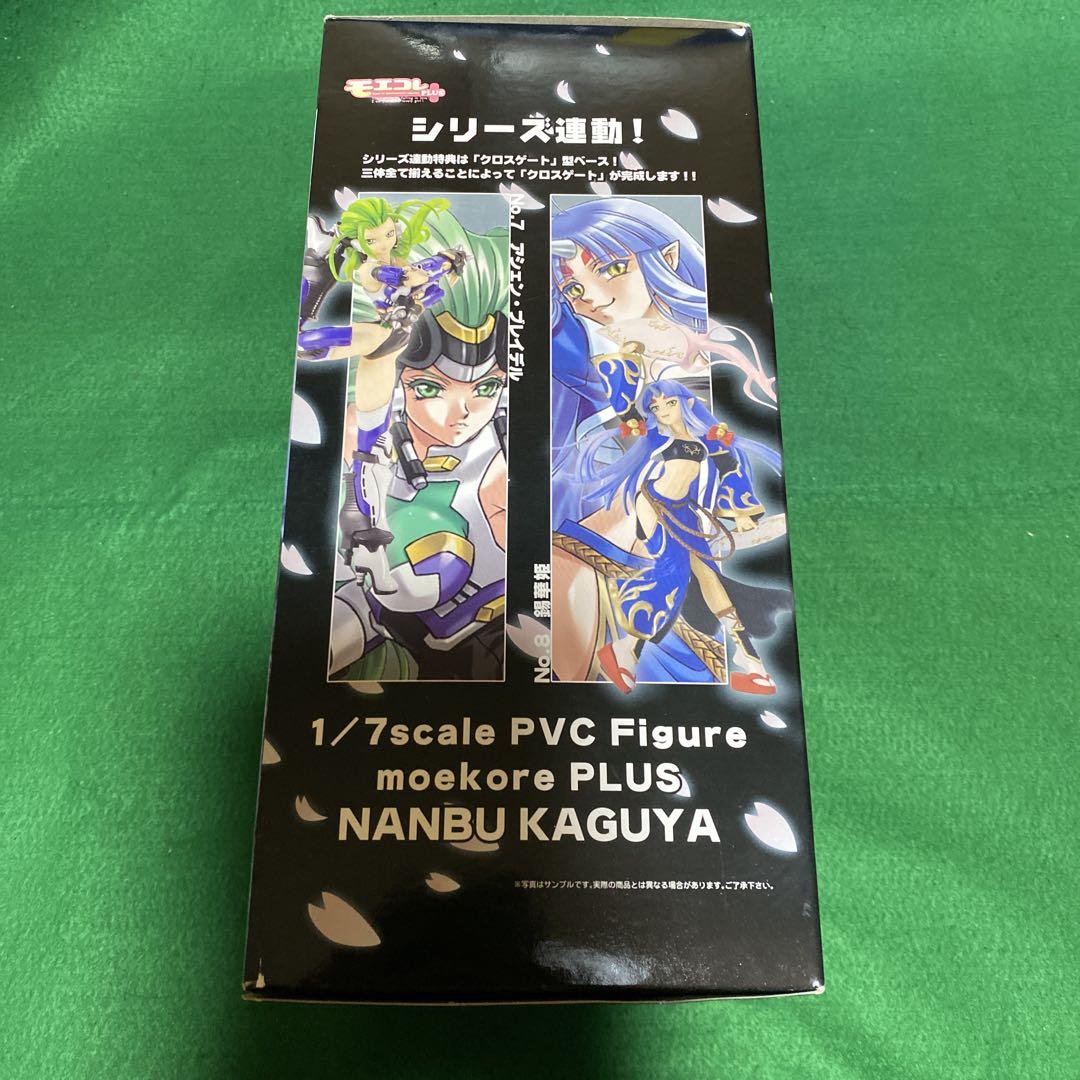 モエコレ
PLUS
シリーズ連動！
シリーズ連動特典は「クロスゲート」型ベース！
三体全て揃えることによって「クロスゲート」が完成します！！
No.7 アシェン・ブレイデル
No.8 錫華姫
1/7scale PVC Figure
moekore PLUS
NANBU KAGUYA
※写真はサンプルです。実際の商品とは異なる場合があります。ご了承下さい。